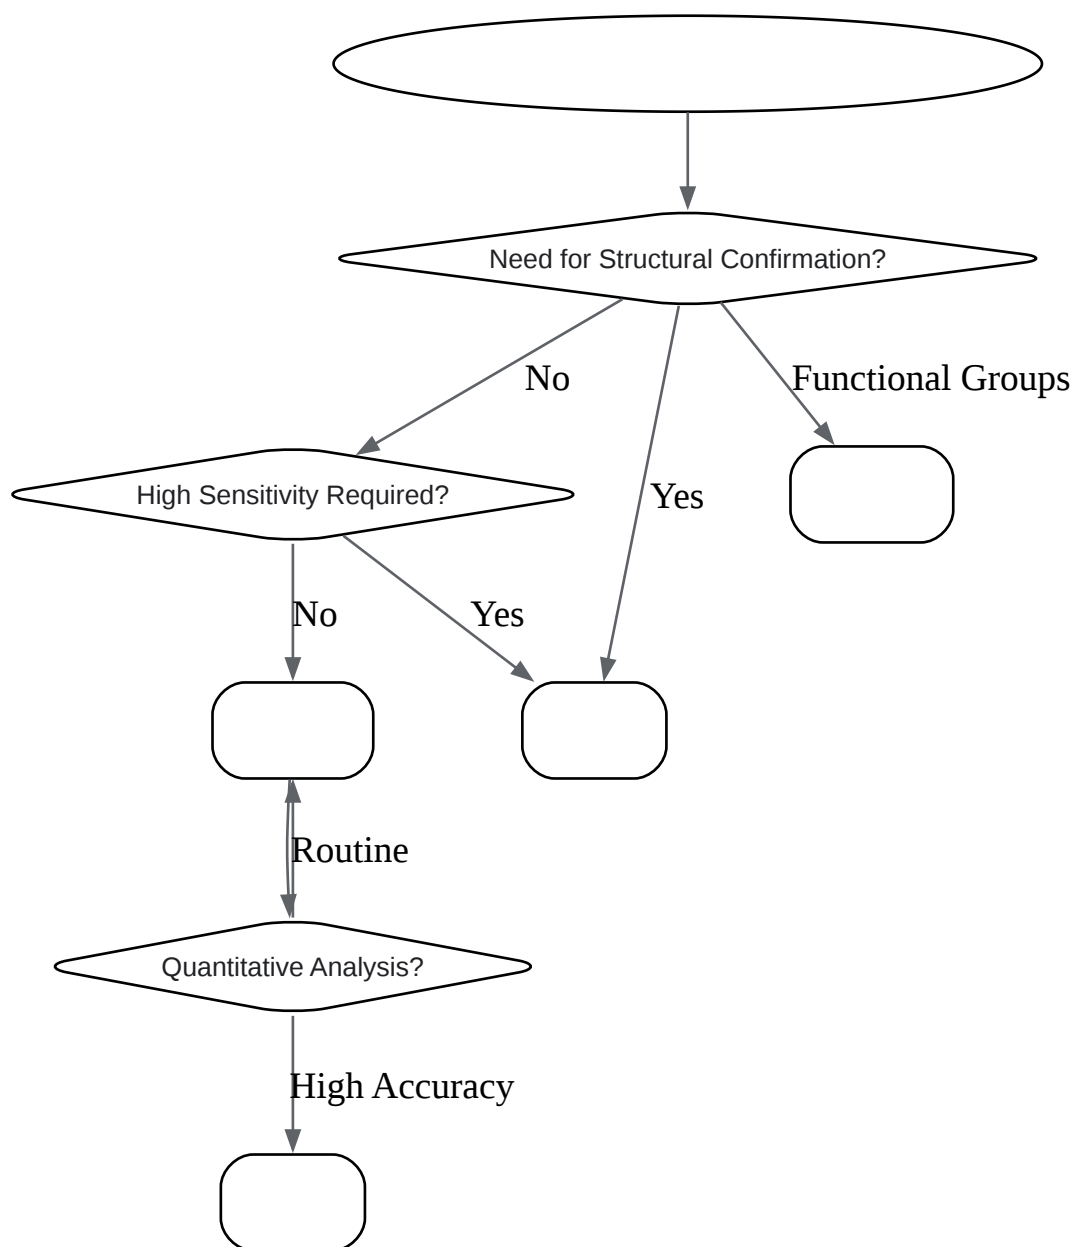 Need for Structural Confirmation?
No
Functional Groups
High Sensitivity Required?
Yes
No
Yes
Routine
Quantitative Analysis?
High Accuracy